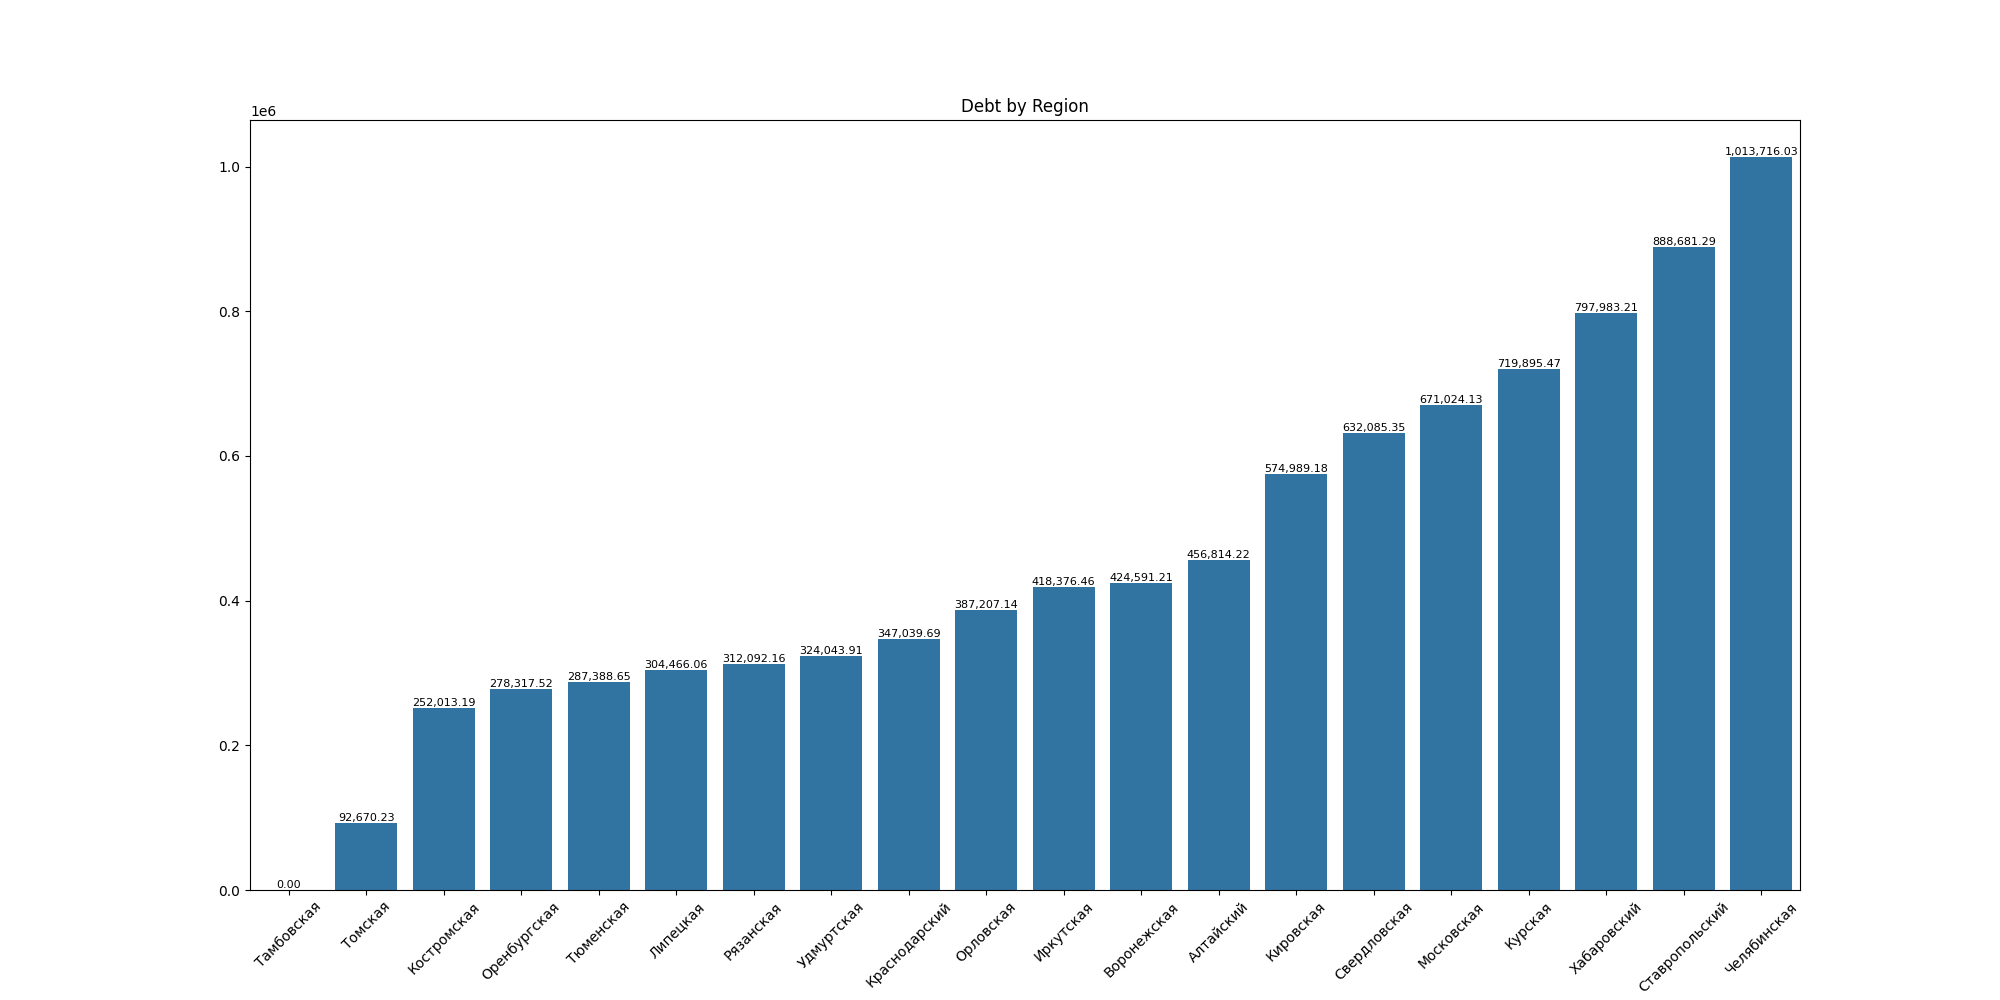 Debt by Region
1e6
1.0
0.8
0.6
0.4
0.2
0.0
0.00
92,670.23
252,013.19
278,317.52
287,388.65
304,466.06
312,092.16
324,043.91
347,039.69
387,207.14
418,376.46
424,591.21
456,814.22
574,989.18
632,085.35
671,024.13
719,895.47
797,983.21
888,681.29
1,013,716.03
Тамбовская
Томская
Костромская
Оренбургская
Тюменская
Липецкая
Рязанская
Удмуртская
Краснодарский
Орловская
Иркутская
Воронежская
Алтайский
Кировская
Свердловская
Московская
Курская
Хабаровский
Ставропольский
Челябинская